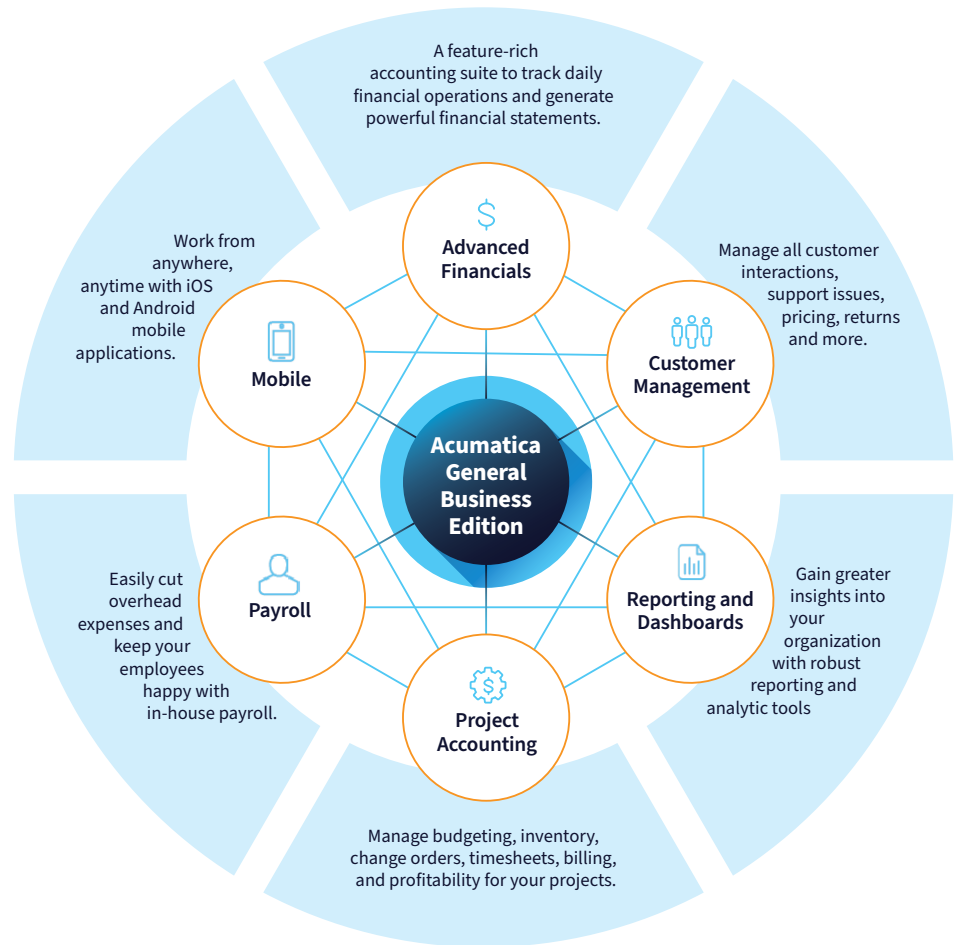 A feature-rich
accounting suite to track daily
financial operations and generate
powerful financial statements.
Advanced
Financials
Manage all customer
interactions,
support issues,
pricing, returns
and more.
Customer
Management
Gain greater
insights into
your
organization
with robust
reporting and
analytic tools
Reporting and
Dashboards
Manage budgeting, inventory,
change orders, timesheets, billing,
and profitability for your projects.
Project
Accounting
Easily cut
overhead
expenses and
keep your
employees
happy with
in-house payroll.
Payroll
Work from
anywhere,
anytime with iOS
and Android
mobile
applications.
Mobile
Acumatica
General
Business
Edition